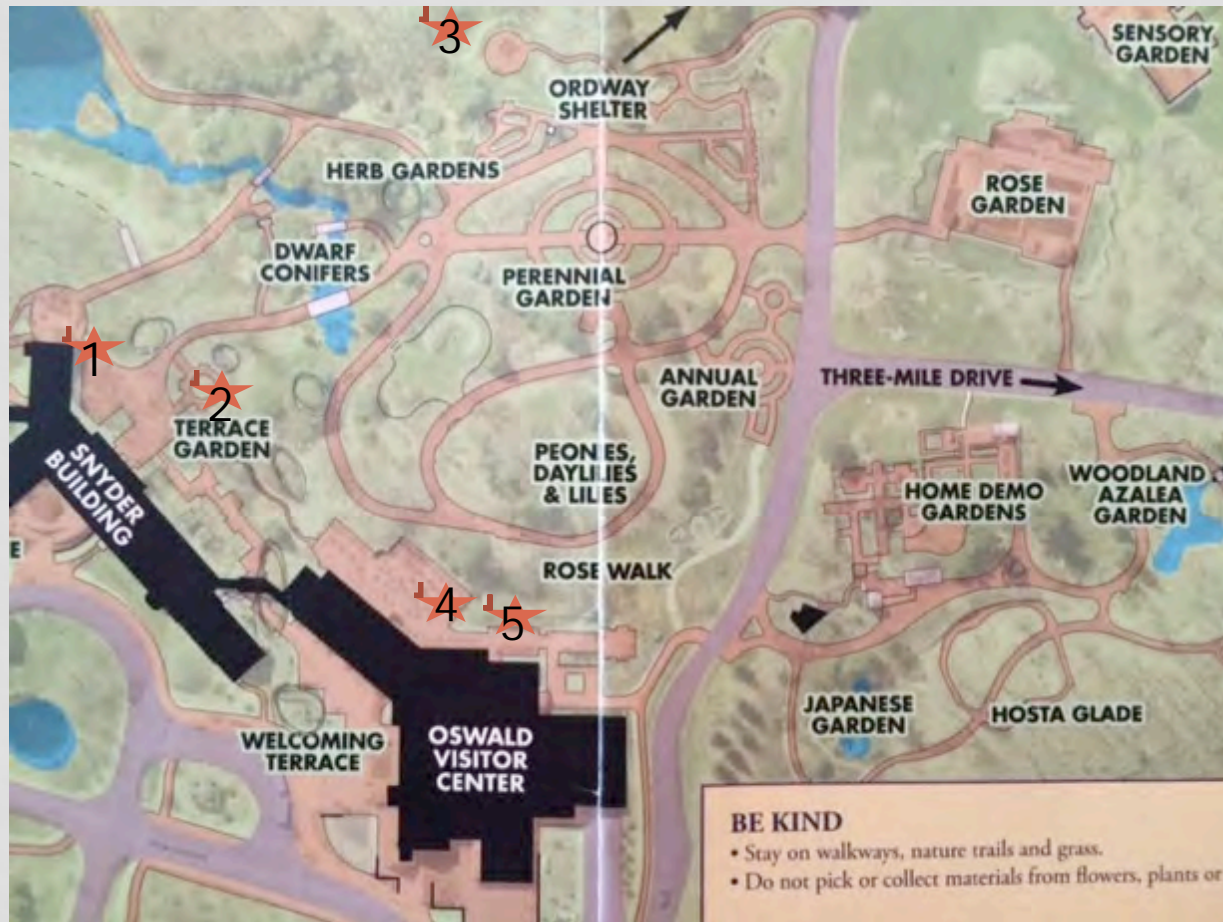 3
SENSORY
GARDEN
ORDWAY
SHELTER
HERB GARDENS
ROSE
GARDEN
DWARF
CONIFERS
PERENNIAL
GARDEN
1
2
TERRACE
GARDEN
ANNUAL
GARDEN
THREE-MILE DRIVE
SNYDER
BUILDING
PEONIES,
DAYLILIES
& LILIES
HOME DEMO
GARDENS
WOODLAND
AZALEA
GARDEN
E
ROSE WALK
4
5
JAPANESE
GARDEN
HOSTA GLADE
WELCOMING
TERRACE
OSWALD
VISITOR
CENTER
BE KIND
• Stay on walkways, nature trails and grass.
• Do not pick or collect materials from flowers, plants or